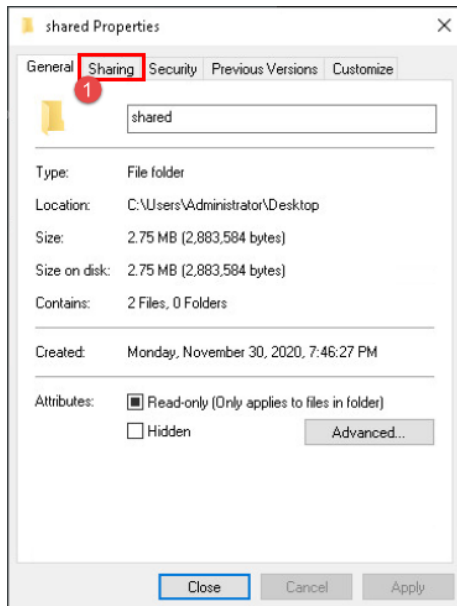 shared Properties
General Sharing Security Previous Versions Customize
1
shared
Type: File folder
Location: C:\Users\Administrator\Desktop
Size: 2.75 MB (2,883,584 bytes)
Size on disk: 2.75 MB (2,883,584 bytes)
Contains: 2 Files, 0 Folders
Created: Monday, November 30, 2020, 7:46:27 PM
Attributes: Read-only (Only applies to files in folder)
Hidden Advanced...
Close Cancel Apply